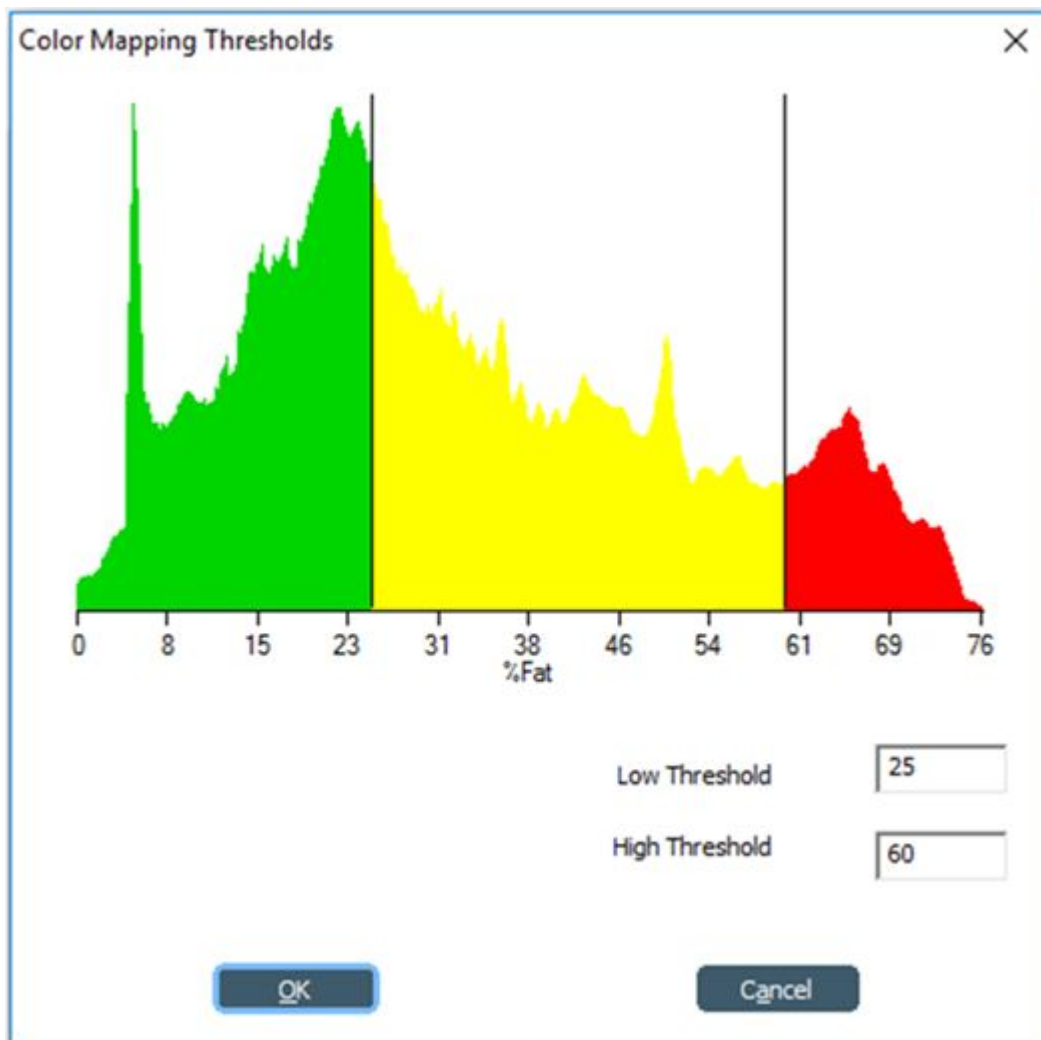 Color Mapping Thresholds
0 8 15 23 31 38 46 54 61 69 76
%Fat
Low Threshold 25
High Threshold 60
OK Cancel